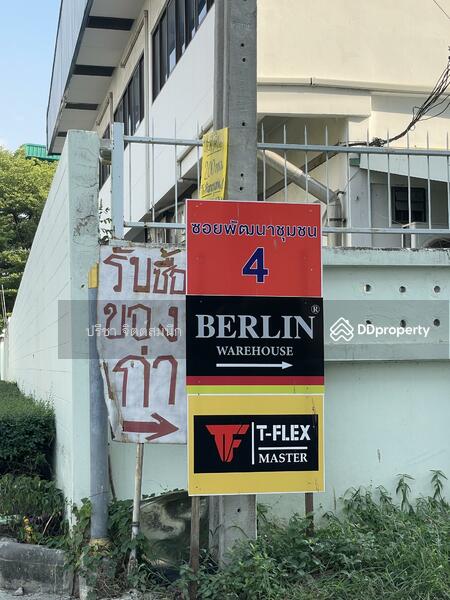 ซอยพัฒนาชุมชน
4
BERLIN®
WAREHOUSE
TF T-FLEX
MASTER
รับซื้อ
ของ
เก่า
ปรีชา จิตตสมนึก
DDproperty